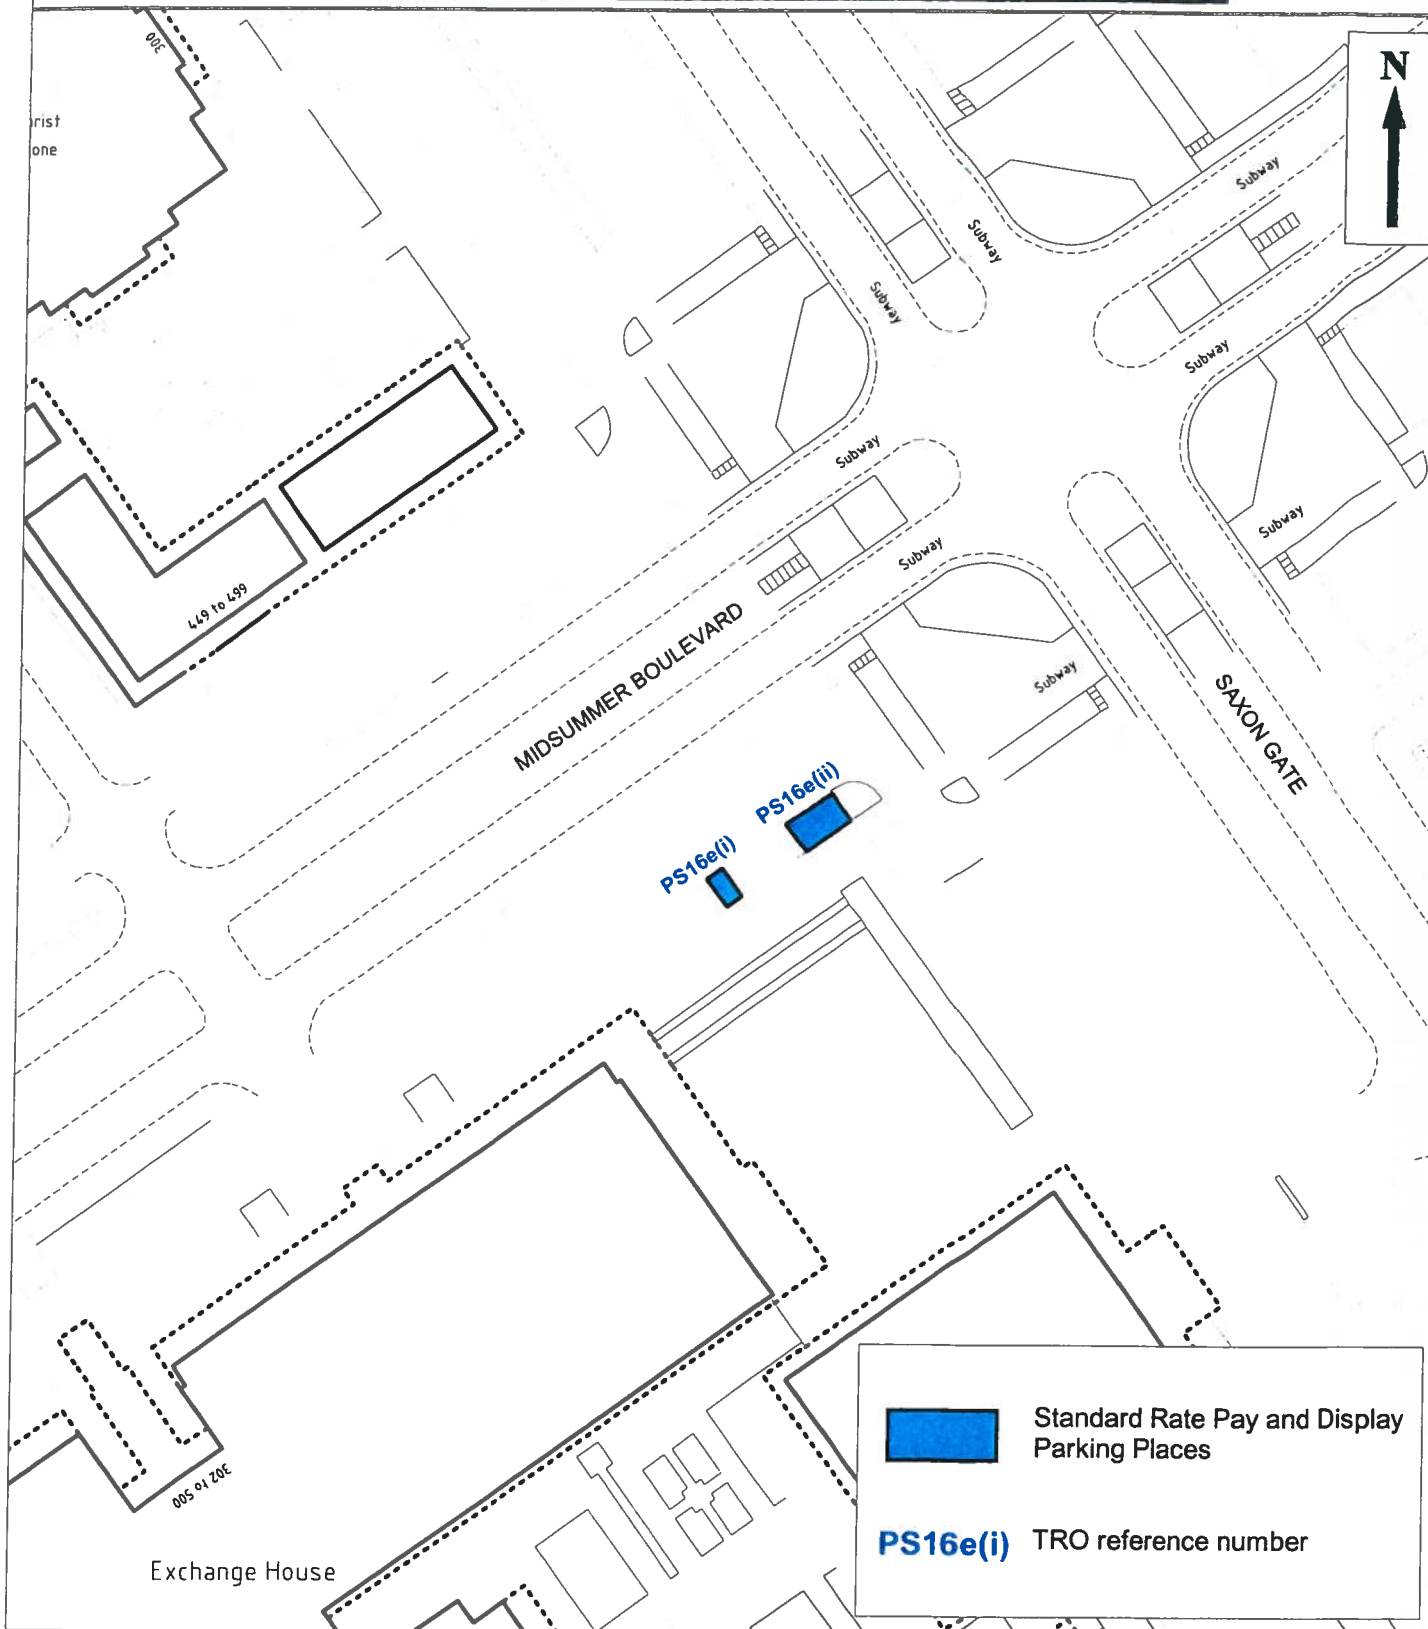 300
rist
one
N
Subway
Subway
Subway
Subway
Subway
Subway
Subway
Subway
449 to 499
MIDSUMMER BOULEVARD
SAXON GATE
PS16e(ii)
PS16e(i)
302 to 500
Exchange House
Standard Rate Pay and Display
Parking Places
PS16e(i) TRO reference number